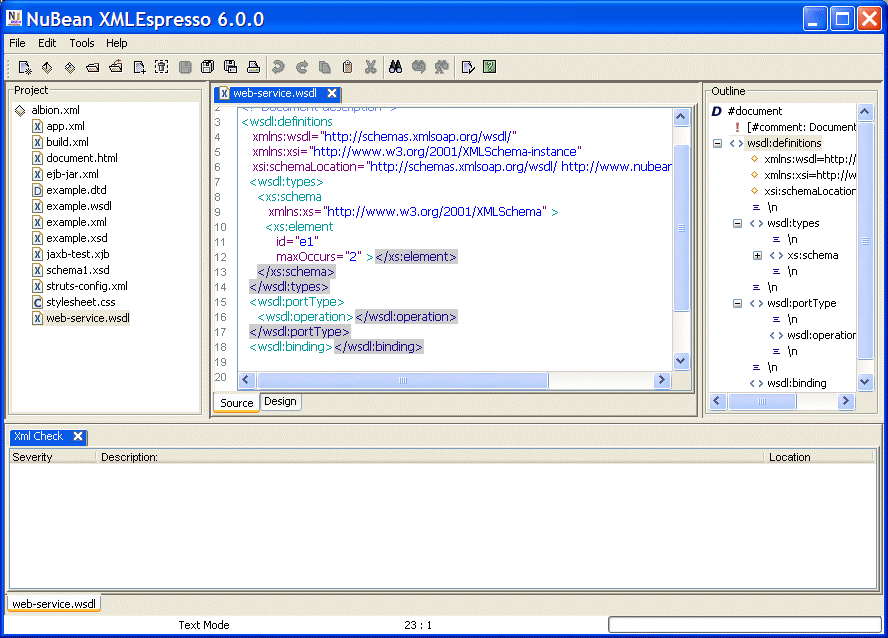 NuBean XMLEspresso 6.0.0
File Edit Tools Help
Project
albion.xml
app.xml
build.xml
document.html
ejb-jar.xml
example.dtd
example.wsdl
example.xml
example.xsd
jaxb-test.xjb
schema1.xsd
struts-config.xml
stylesheet.css
web-service.wsdl
web-service.wsdl
2 <!-- Document description -->
3 <wsdl:definitions
4 xmlns:wsdl="http://schemas.xmlsoap.org/wsdl/"
5 xmlns:xsi="http://www.w3.org/2001/XMLSchema-instance"
6 xsi:schemaLocation="http://schemas.xmlsoap.org/wsdl/ http://www.nubear
7 <wsdl:types>
8 <xs:schema
9 xmlns:xs="http://www.w3.org/2001/XMLSchema" >
10 <xs:element
11 id="e1"
12 maxOccurs="2" ></xs:element>
13 </xs:schema>
14 </wsdl:types>
15 <wsdl:portType>
16 <wsdl:operation></wsdl:operation>
17 </wsdl:portType>
18 <wsdl:binding></wsdl:binding>
19
20
Source Design
Outline
D #document
! [#comment: Document
<> wsdl:definitions
xmlns:wsdl=http://
xmlns:xsi=http://w
xsi:schemaLocation
= \n
<> wsdl:types
= \n
<> xs:schema
= \n
= \n
<> wsdl:portType
= \n
<> wsdl:operation
= \n
= \n
<> wsdl:binding
Xml Check
Severity Description: Location
web-service.wsdl
Text Mode 23 : 1